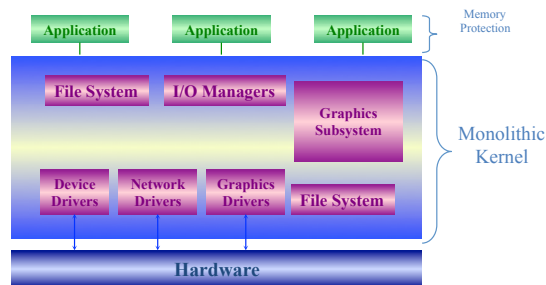 Application
Application
Application
Memory
Protection
File System
I/O Managers
Graphics
Subsystem
Monolithic
Kernel
Device
Drivers
Network
Drivers
Graphics
Drivers
File System
Hardware